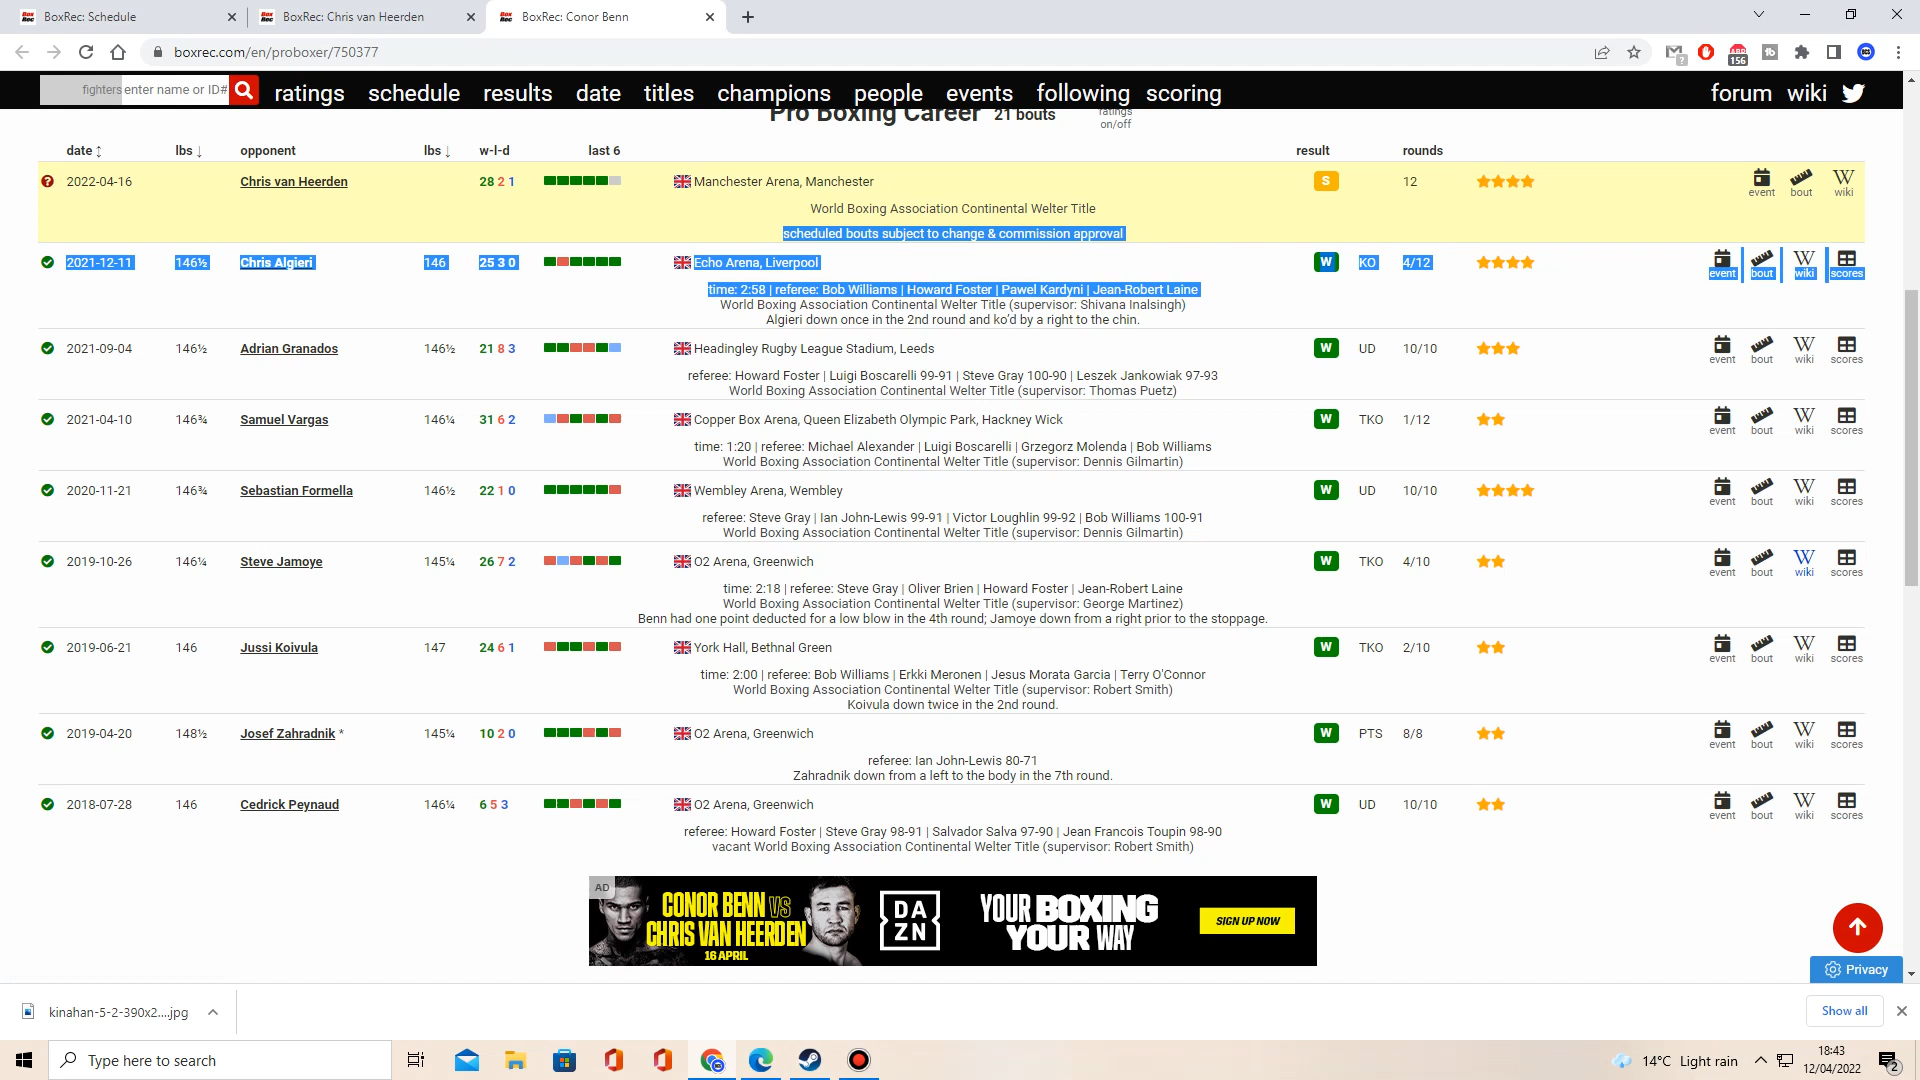 BoxRec: Schedule
BoxRec: Chris van Heerden
BoxRec: Conor Benn
boxrec.com/en/proboxer/750377
156
fighters enter name or ID#
ratings schedule results date titles champions people events following scoring forum wiki
Pro Boxing Career 21 bouts
ratings
on/off
date lbs opponent lbs w-l-d last 6 result rounds
2022-04-16 Chris van Heerden 28 2 1 Manchester Arena, Manchester S 12 event bout wiki
World Boxing Association Continental Welter Title
scheduled bouts subject to change & commission approval
2021-12-11 146½ Chris Algieri 146 25 3 0 Echo Arena, Liverpool W KO 4/12 event bout wiki scores
time: 2:58 | referee: Bob Williams | Howard Foster | Pawel Kardyni | Jean-Robert Laine
World Boxing Association Continental Welter Title (supervisor: Shivana Inalsingh)
Algieri down once in the 2nd round and ko'd by a right to the chin.
2021-09-04 146½ Adrian Granados 146½ 21 8 3 Headingley Rugby League Stadium, Leeds W UD 10/10 event bout wiki scores
referee: Howard Foster | Luigi Boscarelli 99-91 | Steve Gray 100-90 | Leszek Jankowiak 97-93
World Boxing Association Continental Welter Title (supervisor: Thomas Puetz)
2021-04-10 146¾ Samuel Vargas 146¼ 31 6 2 Copper Box Arena, Queen Elizabeth Olympic Park, Hackney Wick W TKO 1/12 event bout wiki scores
time: 1:20 | referee: Michael Alexander | Luigi Boscarelli | Grzegorz Molenda | Bob Williams
World Boxing Association Continental Welter Title (supervisor: Dennis Gilmartin)
2020-11-21 146¾ Sebastian Formella 146½ 22 1 0 Wembley Arena, Wembley W UD 10/10 event bout wiki scores
referee: Steve Gray | Ian John-Lewis 99-91 | Victor Loughlin 99-92 | Bob Williams 100-91
World Boxing Association Continental Welter Title (supervisor: Dennis Gilmartin)
2019-10-26 146¼ Steve Jamoye 145¼ 26 7 2 O2 Arena, Greenwich W TKO 4/10 event bout wiki scores
time: 2:18 | referee: Steve Gray | Oliver Brien | Howard Foster | Jean-Robert Laine
World Boxing Association Continental Welter Title (supervisor: George Martinez)
Benn had one point deducted for a low blow in the 4th round; Jamoye down from a right prior to the stoppage.
2019-06-21 146 Jussi Koivula 147 24 6 1 York Hall, Bethnal Green W TKO 2/10 event bout wiki scores
time: 2:00 | referee: Bob Williams | Erkki Meronen | Jesus Morata Garcia | Terry O'Connor
World Boxing Association Continental Welter Title (supervisor: Robert Smith)
Koivula down twice in the 2nd round.
2019-04-20 148½ Josef Zahradnik * 145¼ 10 2 0 O2 Arena, Greenwich W PTS 8/8 event bout wiki scores
referee: Ian John-Lewis 80-71
Zahradnik down from a left to the body in the 7th round.
2018-07-28 146 Cedrick Peynaud 146¼ 6 5 3 O2 Arena, Greenwich W UD 10/10 event bout wiki scores
referee: Howard Foster | Steve Gray 98-91 | Salvador Salva 97-90 | Jean Francois Toupin 98-90
vacant World Boxing Association Continental Welter Title (supervisor: Robert Smith)
AD
CONOR BENN VS
CHRIS VAN HEERDEN
16 APRIL
DAZN
YOUR BOXING
YOUR WAY
SIGN UP NOW
Privacy
kinahan-5-2-390x2....jpg
Show all
Type here to search
14°C Light rain
18:43
12/04/2022
2